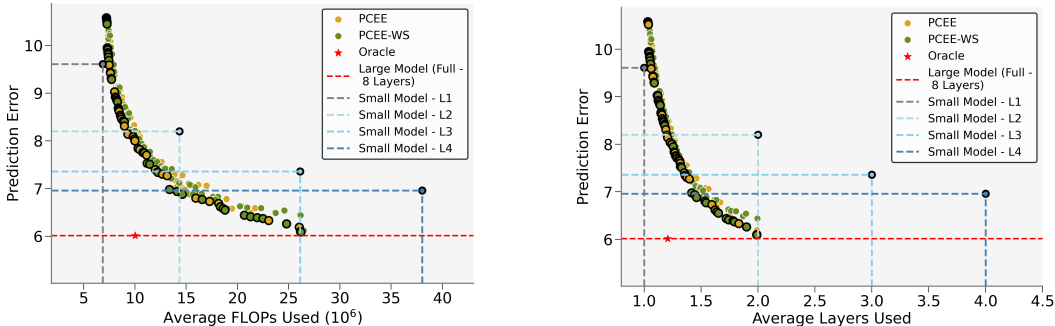 Prediction Error
10
9
8
7
6
5
10
15
20
25
30
35
40
Average FLOPs Used (10⁶)
PCEE
PCEE-WS
Oracle
Large Model (Full -
8 Layers)
Small Model - L1
Small Model - L2
Small Model - L3
Small Model - L4
Prediction Error
10
9
8
7
6
1.0
1.5
2.0
2.5
3.0
3.5
4.0
4.5
Average Layers Used
PCEE
PCEE-WS
Oracle
Large Model (Full -
8 Layers)
Small Model - L1
Small Model - L2
Small Model - L3
Small Model - L4